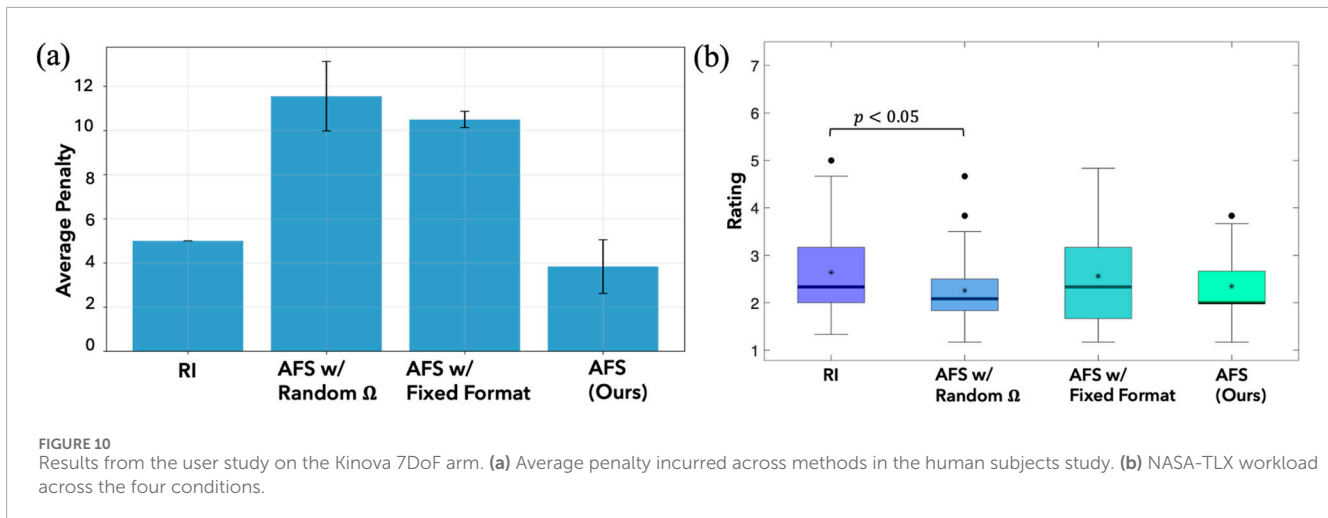 (a)
12
10
8
6
4
2
0
Average Penalty
RI
AFS w/
Random Ω
AFS w/
Fixed Format
AFS
(Ours)
(b)
7
6
5
4
3
2
1
Rating
p < 0.05
RI
AFS w/
Random Ω
AFS w/
Fixed Format
AFS
(Ours)
FIGURE 10
Results from the user study on the Kinova 7DoF arm. (a) Average penalty incurred across methods in the human subjects study. (b) NASA-TLX workload
across the four conditions.